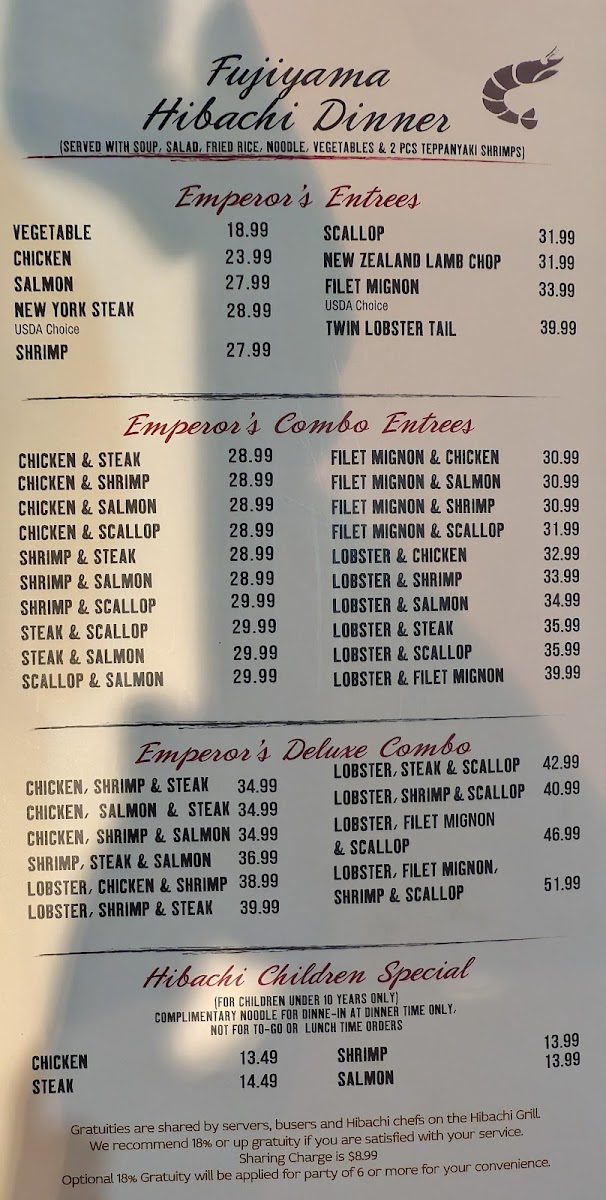 Fujiyama
Hibachi Dinner
(SERVED WITH SOUP, SALAD, FRIED RICE, NOODLE, VEGETABLES & 2 PCS TEPPANYAKI SHRIMPS)
Emperor's Entrees
VEGETABLE 18.99
CHICKEN 23.99
SALMON 27.99
NEW YORK STEAK 28.99
USDA Choice
SHRIMP 27.99
SCALLOP 31.99
NEW ZEALAND LAMB CHOP 31.99
FILET MIGNON 33.99
USDA Choice
TWIN LOBSTER TAIL 39.99
Emperor's Combo Entrees
CHICKEN & STEAK 28.99
CHICKEN & SHRIMP 28.99
CHICKEN & SALMON 28.99
CHICKEN & SCALLOP 28.99
SHRIMP & STEAK 28.99
SHRIMP & SALMON 28.99
SHRIMP & SCALLOP 29.99
STEAK & SCALLOP 29.99
STEAK & SALMON 29.99
SCALLOP & SALMON 29.99
FILET MIGNON & CHICKEN 30.99
FILET MIGNON & SALMON 30.99
FILET MIGNON & SHRIMP 30.99
FILET MIGNON & SCALLOP 31.99
LOBSTER & CHICKEN 32.99
LOBSTER & SHRIMP 33.99
LOBSTER & SALMON 34.99
LOBSTER & STEAK 35.99
LOBSTER & SCALLOP 35.99
LOBSTER & FILET MIGNON 39.99
Emperor's Deluxe Combo
CHICKEN, SHRIMP & STEAK 34.99
CHICKEN, SALMON & STEAK 34.99
CHICKEN, SHRIMP & SALMON 34.99
SHRIMP, STEAK & SALMON 36.99
LOBSTER, CHICKEN & SHRIMP 38.99
LOBSTER, SHRIMP & STEAK 39.99
LOBSTER, STEAK & SCALLOP 42.99
LOBSTER, SHRIMP & SCALLOP 40.99
LOBSTER, FILET MIGNON
& SCALLOP 46.99
LOBSTER, FILET MIGNON,
SHRIMP & SCALLOP 51.99
Hibachi Children Special
(FOR CHILDREN UNDER 10 YEARS ONLY)
COMPLIMENTARY NOODLE FOR DINNE-IN AT DINNER TIME ONLY,
NOT FOR TO-GO OR LUNCH TIME ORDERS
CHICKEN 13.49
STEAK 14.49
SHRIMP 13.99
SALMON 13.99
Gratuities are shared by servers, busers and Hibachi chefs on the Hibachi Grill.
We recommend 18% or up gratuity if you are satisfied with your service.
Sharing Charge is $8.99
Optional 18% Gratuity will be applied for party of 6 or more for your convenience.